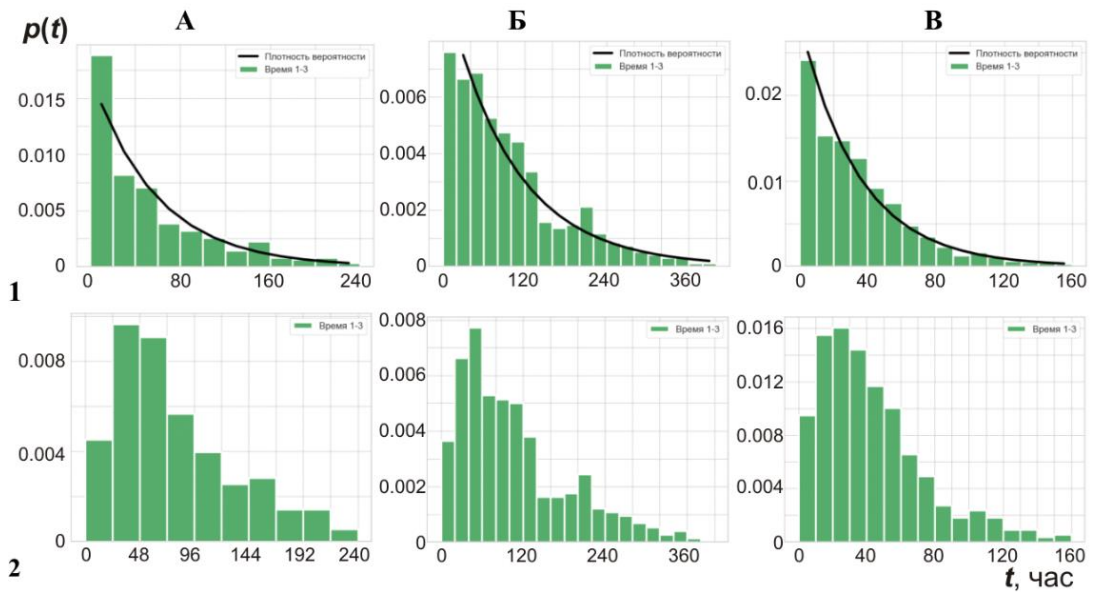 А Б В
p(t)
Плотность вероятности
Время 1-3
0.015
0.010
0.005
0
0 80 160 240
Плотность вероятности
Время 1-3
0.006
0.004
0.002
0
0 120 240 360
Плотность вероятности
Время 1-3
0.02
0.01
0
0 40 80 120 160
1
Время 1-3
0.008
0.004
0
0 48 96 144 192 240
Время 1-3
0.008
0.006
0.004
0.002
0
0 120 240 360
Время 1-3
0.016
0.012
0.008
0.004
0
0 40 80 120 160
2
t, час